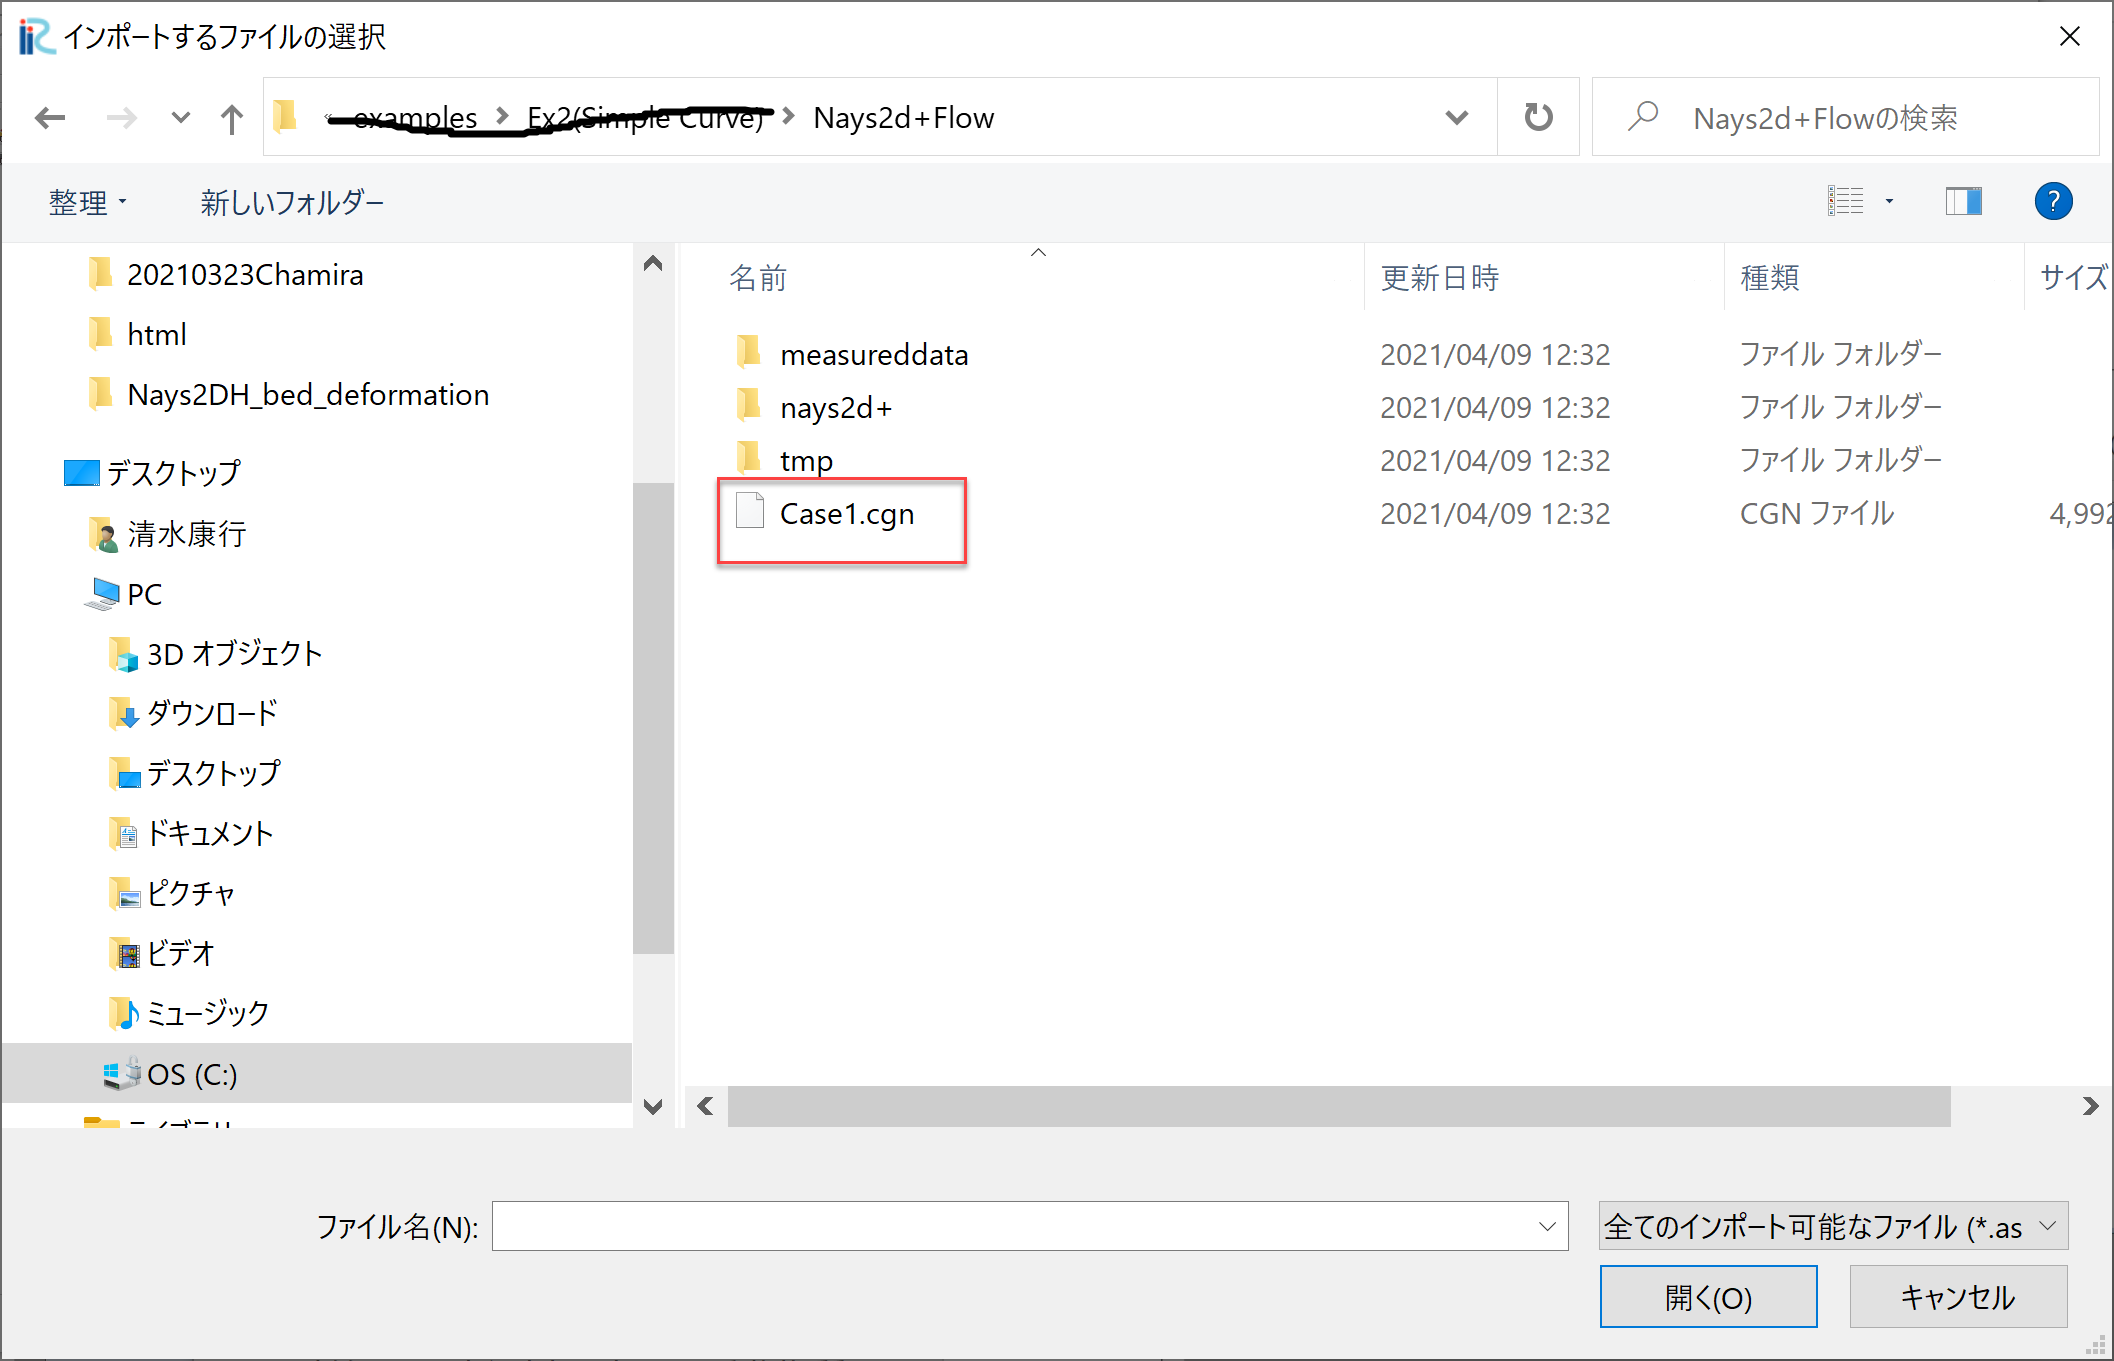 インポートするファイルの選択
« examples > Ex2(Simple Curve) > Nays2d+Flow
Nays2d+Flowの検索
整理
新しいフォルダー
20210323Chamira
html
Nays2DH_bed_deformation
デスクトップ
清水康行
PC
3D オブジェクト
ダウンロード
デスクトップ
ドキュメント
ピクチャ
ビデオ
ミュージック
OS (C:)
名前 更新日時 種類 サイズ
measureddata 2021/04/09 12:32 ファイル フォルダー
nays2d+ 2021/04/09 12:32 ファイル フォルダー
tmp 2021/04/09 12:32 ファイル フォルダー
Case1.cgn 2021/04/09 12:32 CGN ファイル 4,992
ファイル名(N):
全てのインポート可能なファイル (*.as
開く(O)
キャンセル